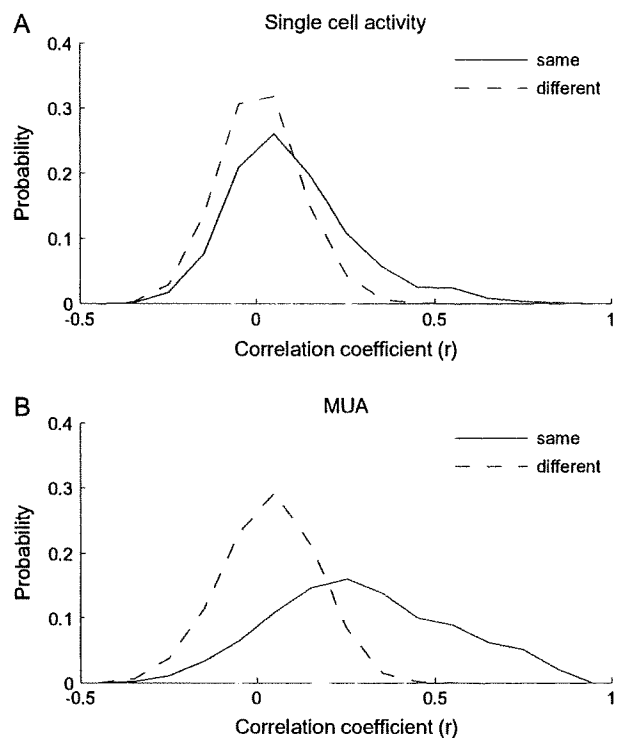 A
Single cell activity
0.4
0.3
0.2
0.1
0
Probability
same
different
-0.5
0
0.5
1
Correlation coefficient (r)
B
MUA
0.4
0.3
0.2
0.1
0
Probability
same
different
-0.5
0
0.5
1
Correlation coefficient (r)